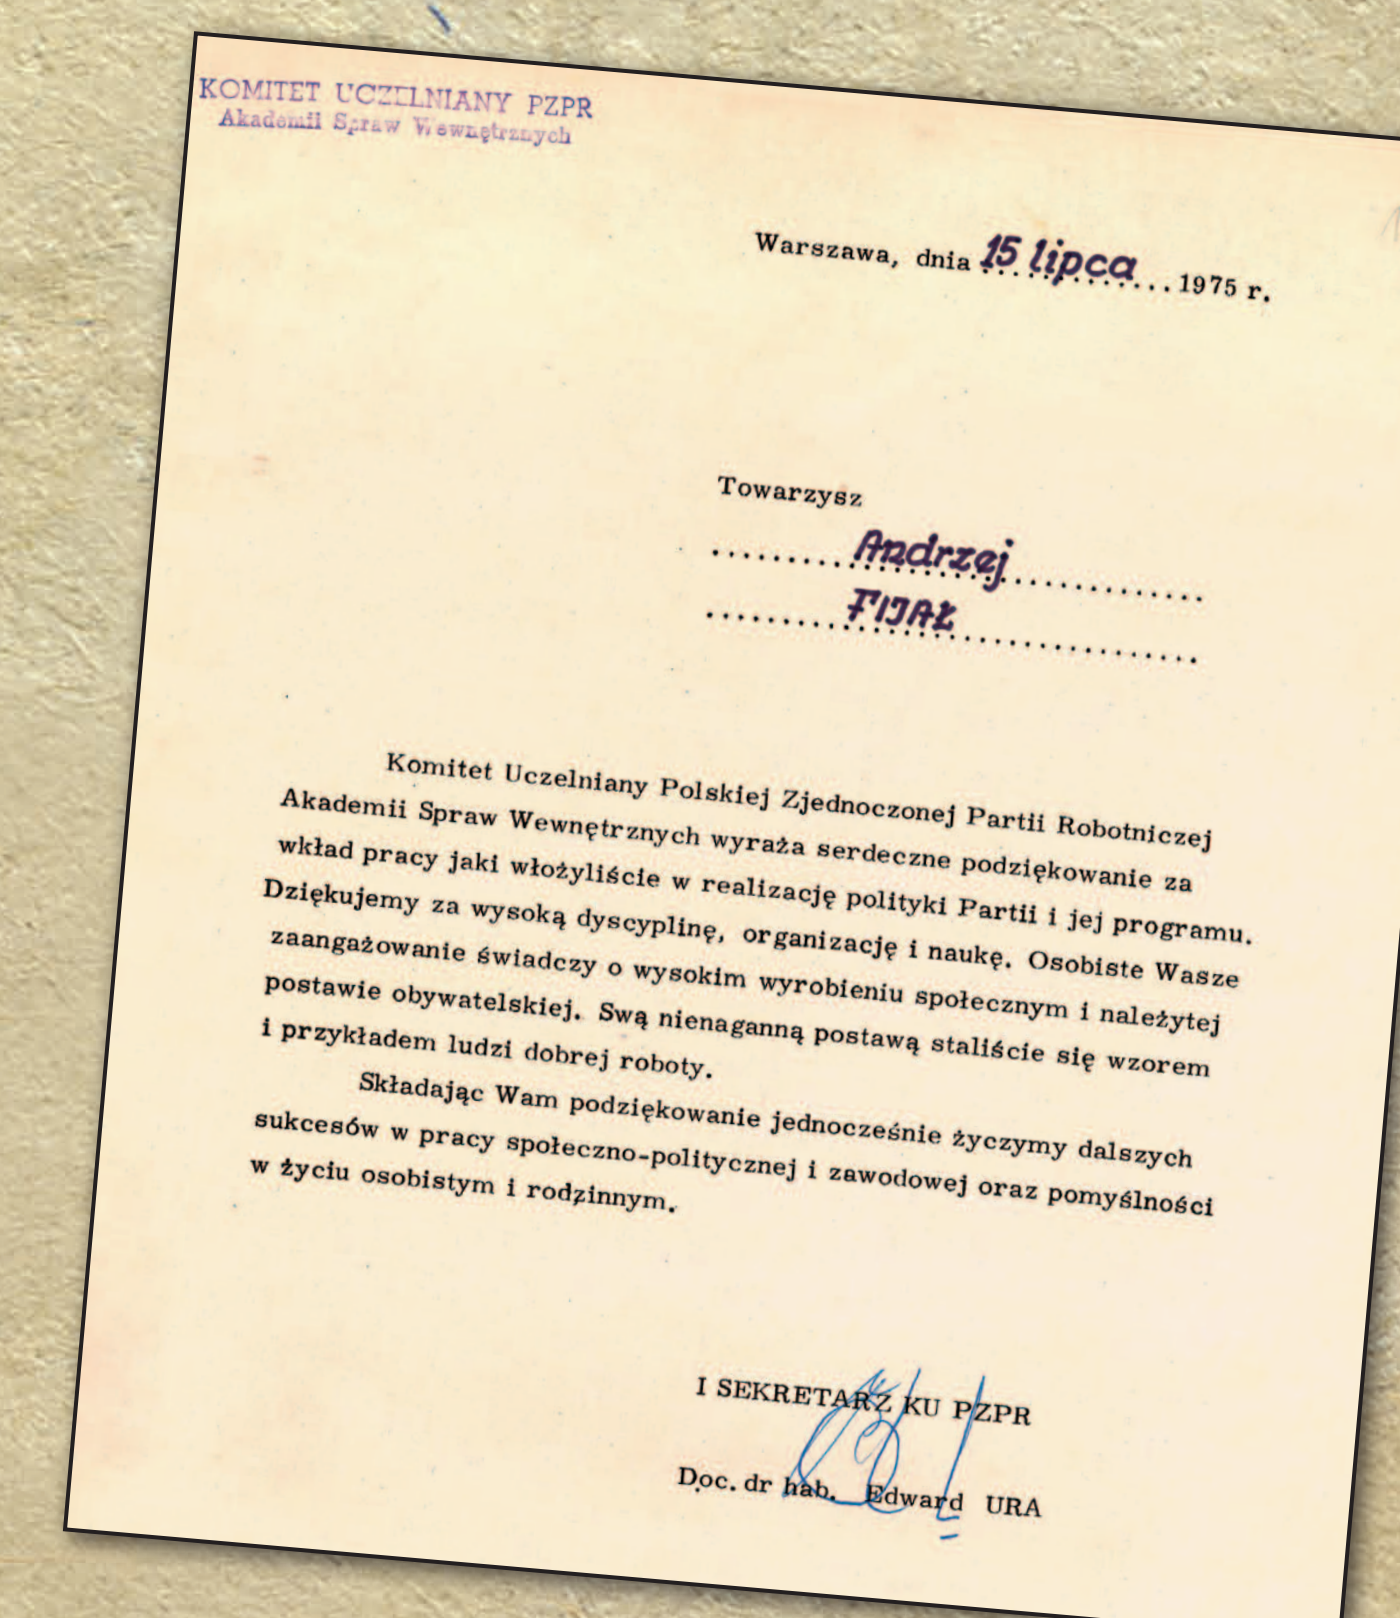 KOMITET UCZELNIANY PZPR
Akademii Spraw Wewnętrznych
Warszawa, dnia 15 lipca 1975 r.
Towarzysz
Andrzej
FIJAŁ
Komitet Uczelniany Polskiej Zjednoczonej Partii Robotniczej
Akademii Spraw Wewnętrznych wyraża serdeczne podziękowanie za
wkład pracy jaki włożyliście w realizację polityki Partii i jej programu.
Dziękujemy za wysoką dyscyplinę, organizację i naukę. Osobiste Wasze
zaangażowanie świadczy o wysokim wyrobieniu społecznym i należytej
postawie obywatelskiej. Swą nienaganną postawą staliście się wzorem
i przykładem ludzi dobrej roboty.
Składając Wam podziękowanie jednocześnie życzymy dalszych
sukcesów w pracy społeczno-politycznej i zawodowej oraz pomyślności
w życiu osobistym i rodzinnym.
I SEKRETARZ KU PZPR
Doc. dr hab. Edward URA